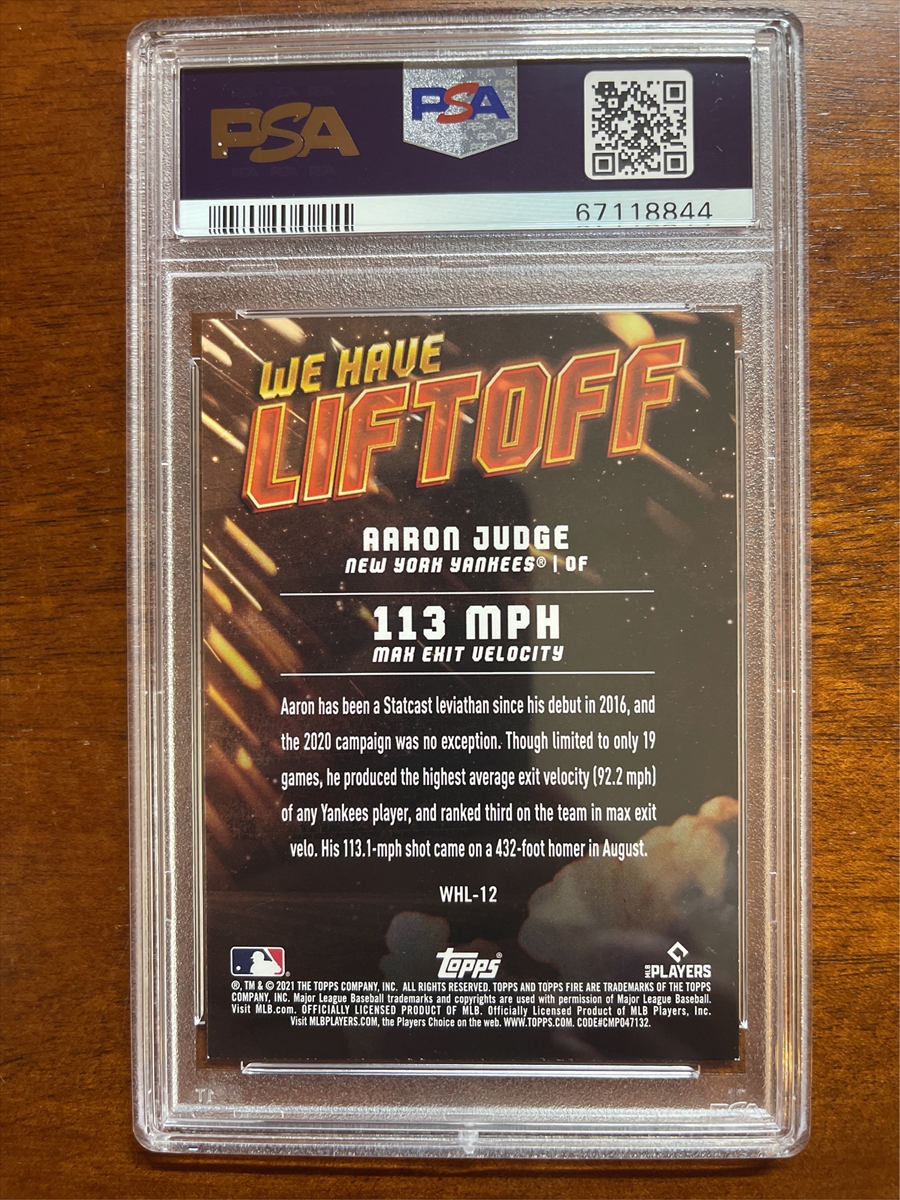 PSA
PSA
67118844
WE HAVE
LIFTOFF
AARON JUDGE
NEW YORK YANKEES® | OF
113 MPH
MAX EXIT VELOCITY
Aaron has been a Statcast leviathan since his debut in 2016, and
the 2020 campaign was no exception. Though limited to only 19
games, he produced the highest average exit velocity (92.2 mph)
of any Yankees player, and ranked third on the team in max exit
velo. His 113.1-mph shot came on a 432-foot homer in August.
WHL-12
topps®
MLB PLAYERS
®, TM & © 2021 THE TOPPS COMPANY, INC. ALL RIGHTS RESERVED. TOPPS AND TOPPS FIRE ARE TRADEMARKS OF THE TOPPS
COMPANY, INC. Major League Baseball trademarks and copyrights are used with permission of Major League Baseball.
Visit MLB.com. OFFICIALLY LICENSED PRODUCT OF MLB. Officially Licensed Product of MLB Players, Inc.
Visit MLBPLAYERS.COM, the Players Choice on the web. WWW.TOPPS.COM. CODE#CMP047132.